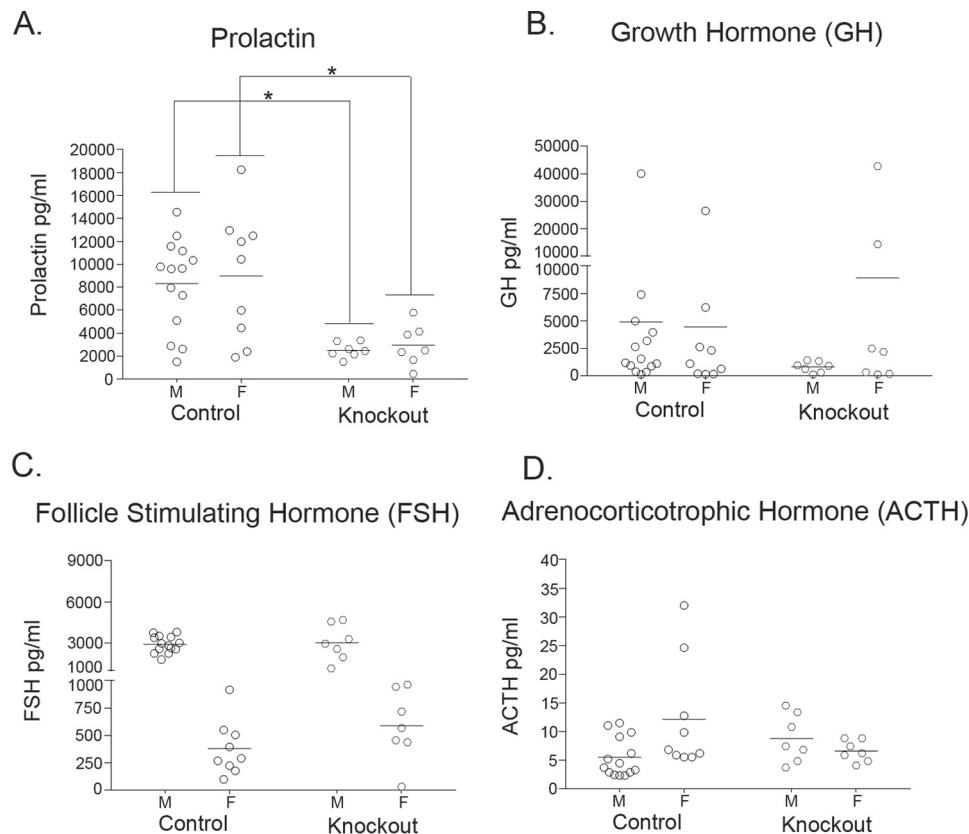 A.
Prolactin
*
*
Prolactin pg/ml
20000
18000
16000
14000
12000
10000
8000
6000
4000
2000
0
M F M F
Control Knockout
B.
Growth Hormone (GH)
GH pg/ml
50000
40000
30000
20000
10000
10000
7500
5000
2500
0
M F M F
Control Knockout
C.
Follicle Stimulating Hormone (FSH)
FSH pg/ml
9000
6000
3000
1000
1000
750
500
250
0
M F M F
Control Knockout
D.
Adrenocorticotrophic Hormone (ACTH)
ACTH pg/ml
40
35
30
25
20
15
10
5
0
M F M F
Control Knockout